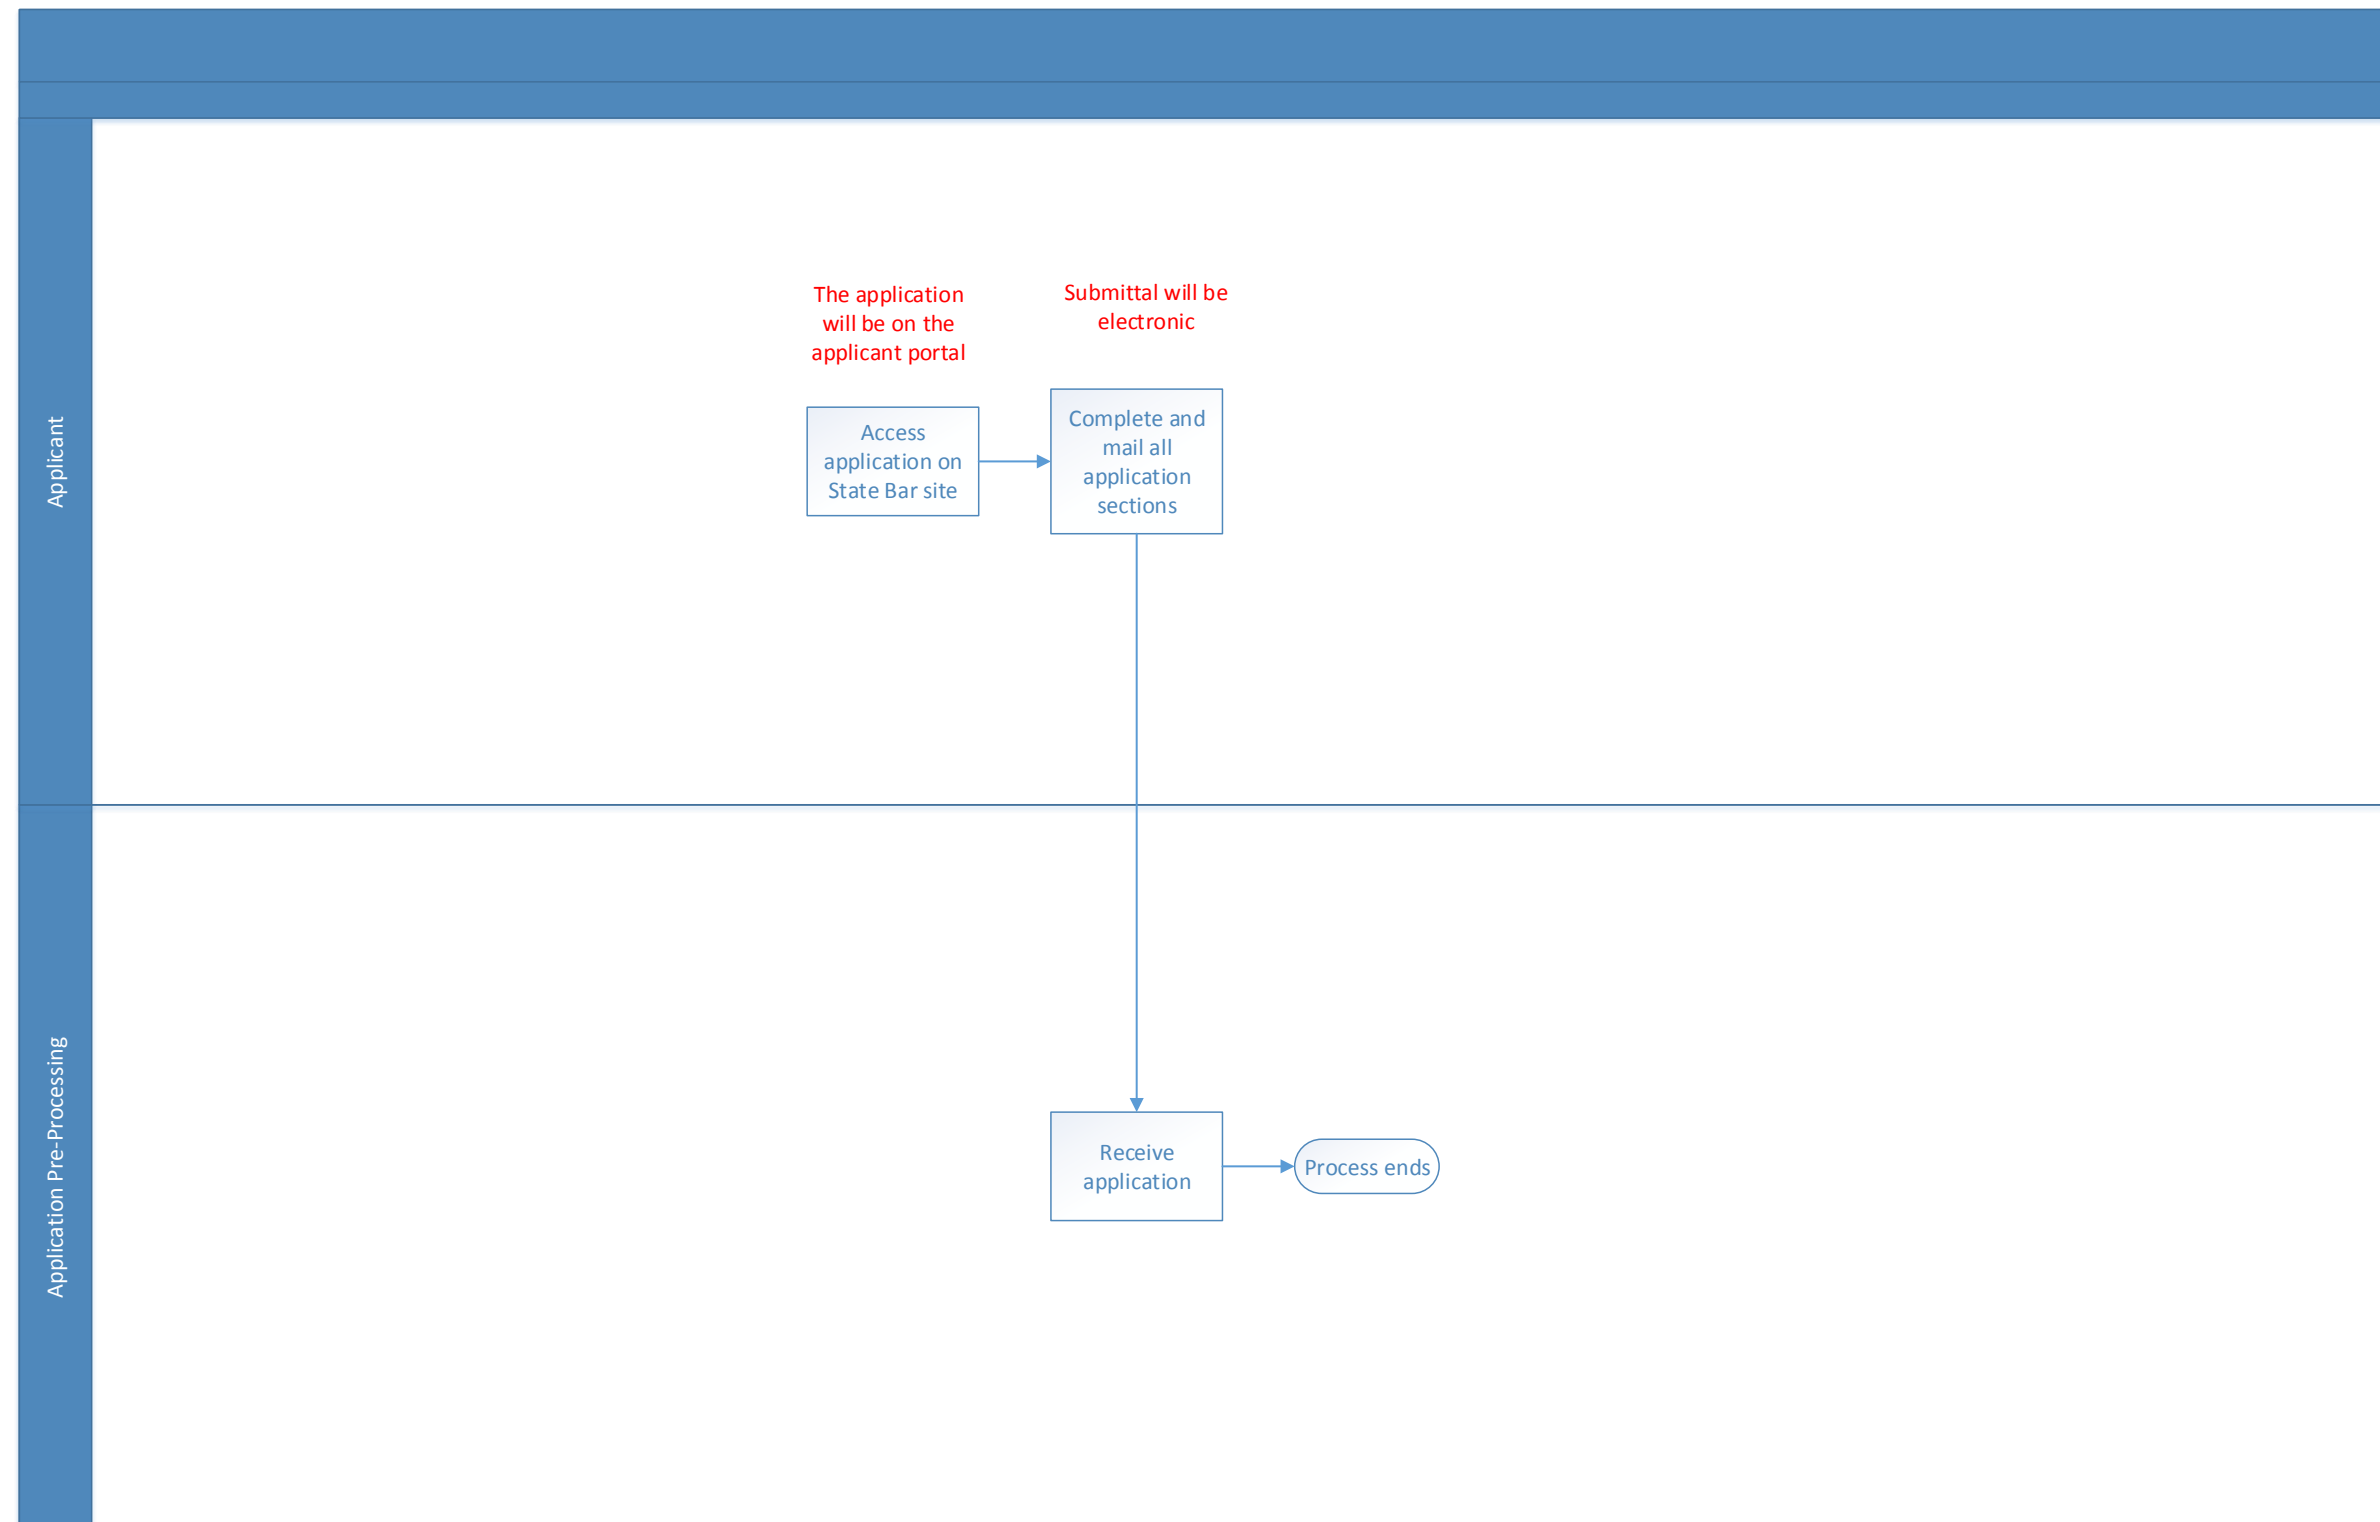 Applicant
The application
will be on the
applicant portal
Submittal will be
electronic
Access
application on
State Bar site
Complete and
mail all
application
sections
Application Pre-Processing
Receive
application
Process ends